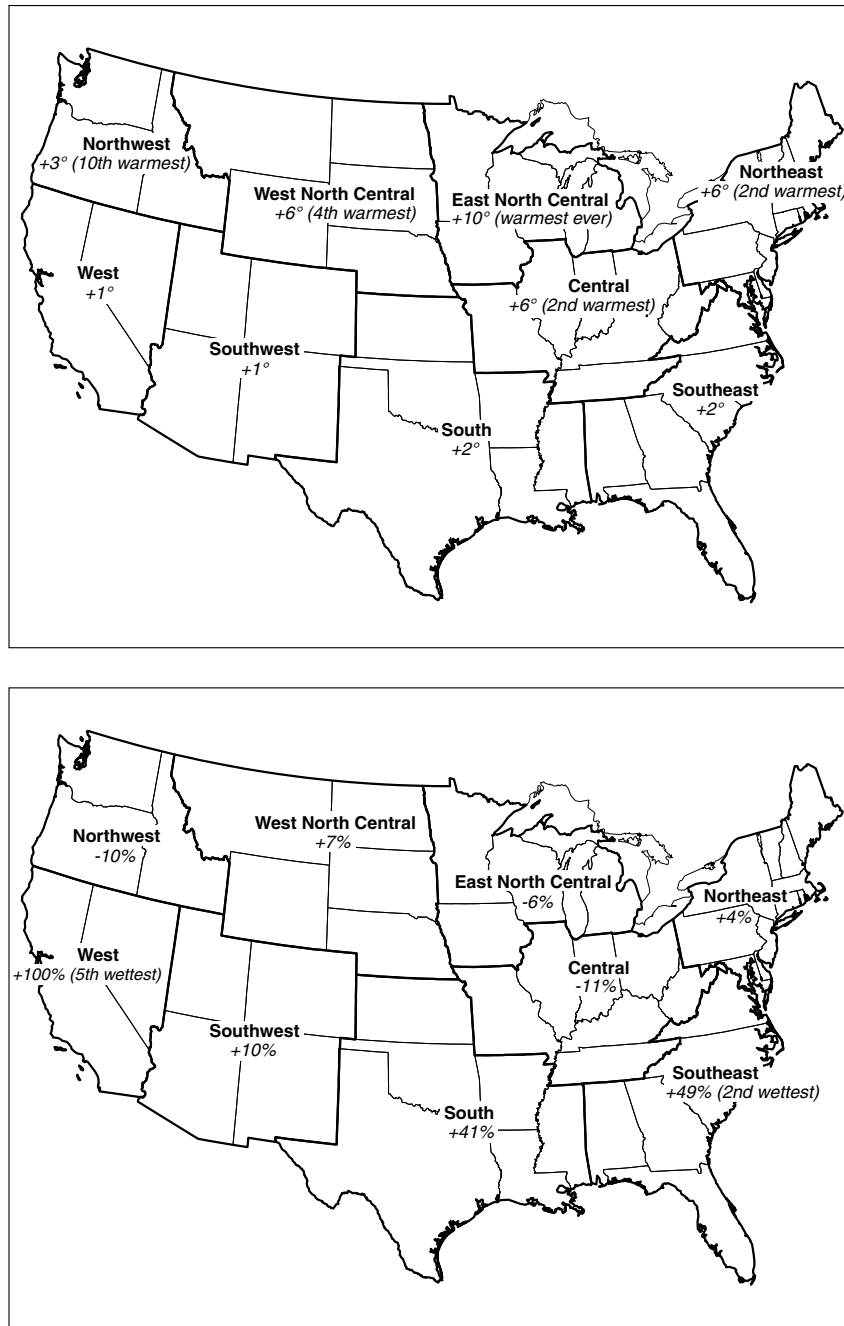 Northwest
+3° (10th warmest)
West North Central
+6° (4th warmest)
East North Central
+10° (warmest ever)
Northeast
+6° (2nd warmest)
West
+1°
Central
+6° (2nd warmest)
Southwest
+1°
Southeast
+2°
South
+2°
West North Central
+7%
Northwest
-10%
East North Central
-6%
Northeast
+4%
West
+100% (5th wettest)
Central
-11%
Southwest
+10%
Southeast
+49% (2nd wettest)
South
+41%